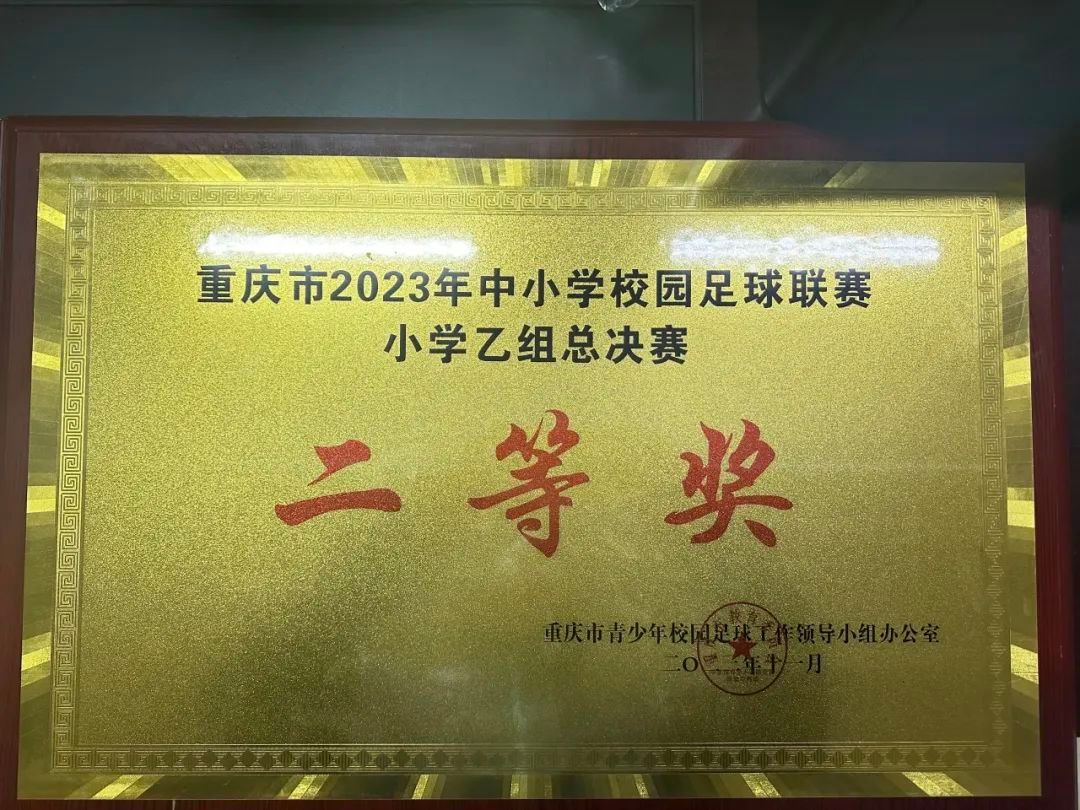 重庆市2023年中小学校园足球联赛
小学乙组总决赛
二等奖
重庆市青少年校园足球工作领导小组办公室
二〇二三年十一月